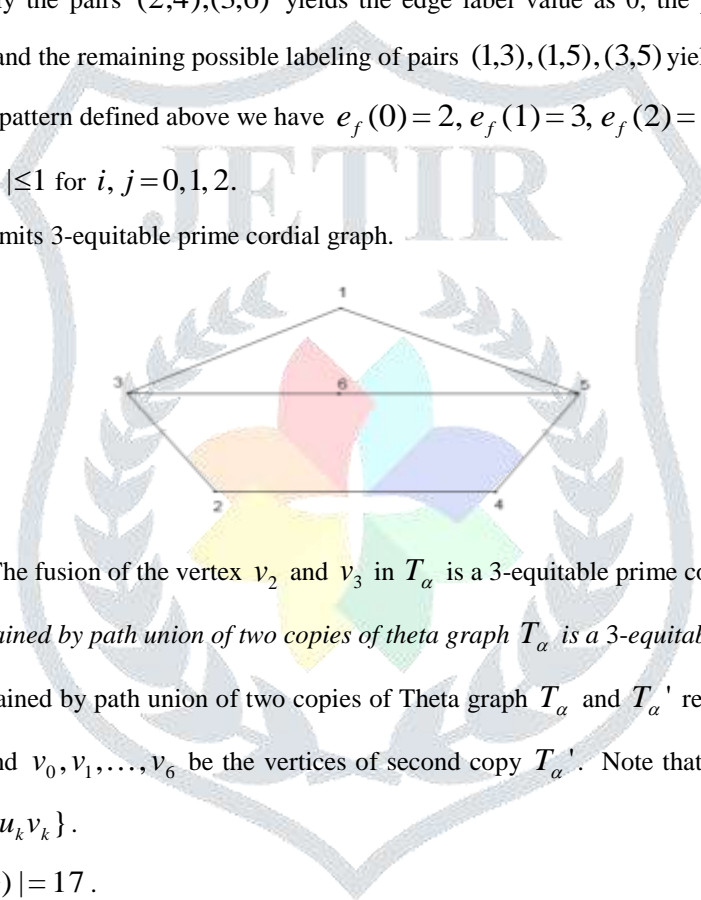 y the pairs (2,4),(3,6) yields the edge label value as 0, the p
and the remaining possible labeling of pairs (1,3),(1,5),(3,5) yiel
pattern defined above we have e_f(0)=2, e_f(1)=3, e_f(2)=
|≤1 for i, j=0,1,2.
JETIR
mits 3-equitable prime cordial graph.
1
3 6 5
2 4
The fusion of the vertex v_2 and v_3 in T_α is a 3-equitable prime co
ained by path union of two copies of theta graph T_α is a 3-equitab
ained by path union of two copies of Theta graph T_α and T_α' re
nd v_0,v_1,…,v_6 be the vertices of second copy T_α'. Note that
u_k v_k}.
)|=17.